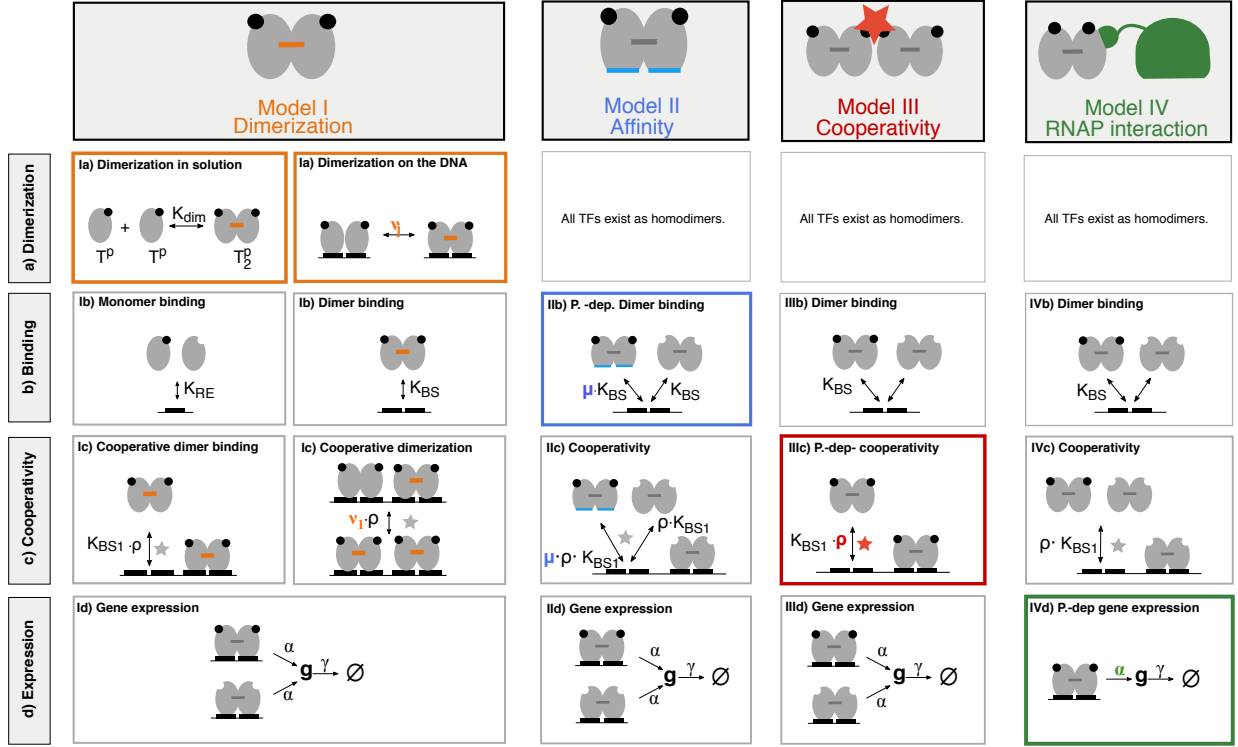 Model I
Dimerization
Model II
Affinity
Model III
Cooperativity
Model IV
RNAP interaction
a) Dimerization
Ia) Dimerization in solution
K_dim
+
T^p
T^p
T_2^p
Ia) Dimerization on the DNA
ν_j
All TFs exist as homodimers.
All TFs exist as homodimers.
All TFs exist as homodimers.
b) Binding
Ib) Monomer binding
K_RE
Ib) Dimer binding
K_BS
IIb) P. -dep. Dimer binding
μ·K_BS
K_BS
IIIb) Dimer binding
K_BS
IVb) Dimer binding
K_BS
c) Cooperativity
Ic) Cooperative dimer binding
K_BS1 ·ρ
Ic) Cooperative dimerization
ν_1·ρ
IIc) Cooperativity
ρ·K_BS1
μ·ρ· K_BS1
IIIc) P.-dep- cooperativity
K_BS1 ·ρ
IVc) Cooperativity
ρ· K_BS1
d) Expression
Id) Gene expression
α
g γ ∅
α
IId) Gene expression
α
g γ ∅
α
IIId) Gene expression
α
g γ ∅
α
IVd) P.-dep gene expression
α g γ ∅